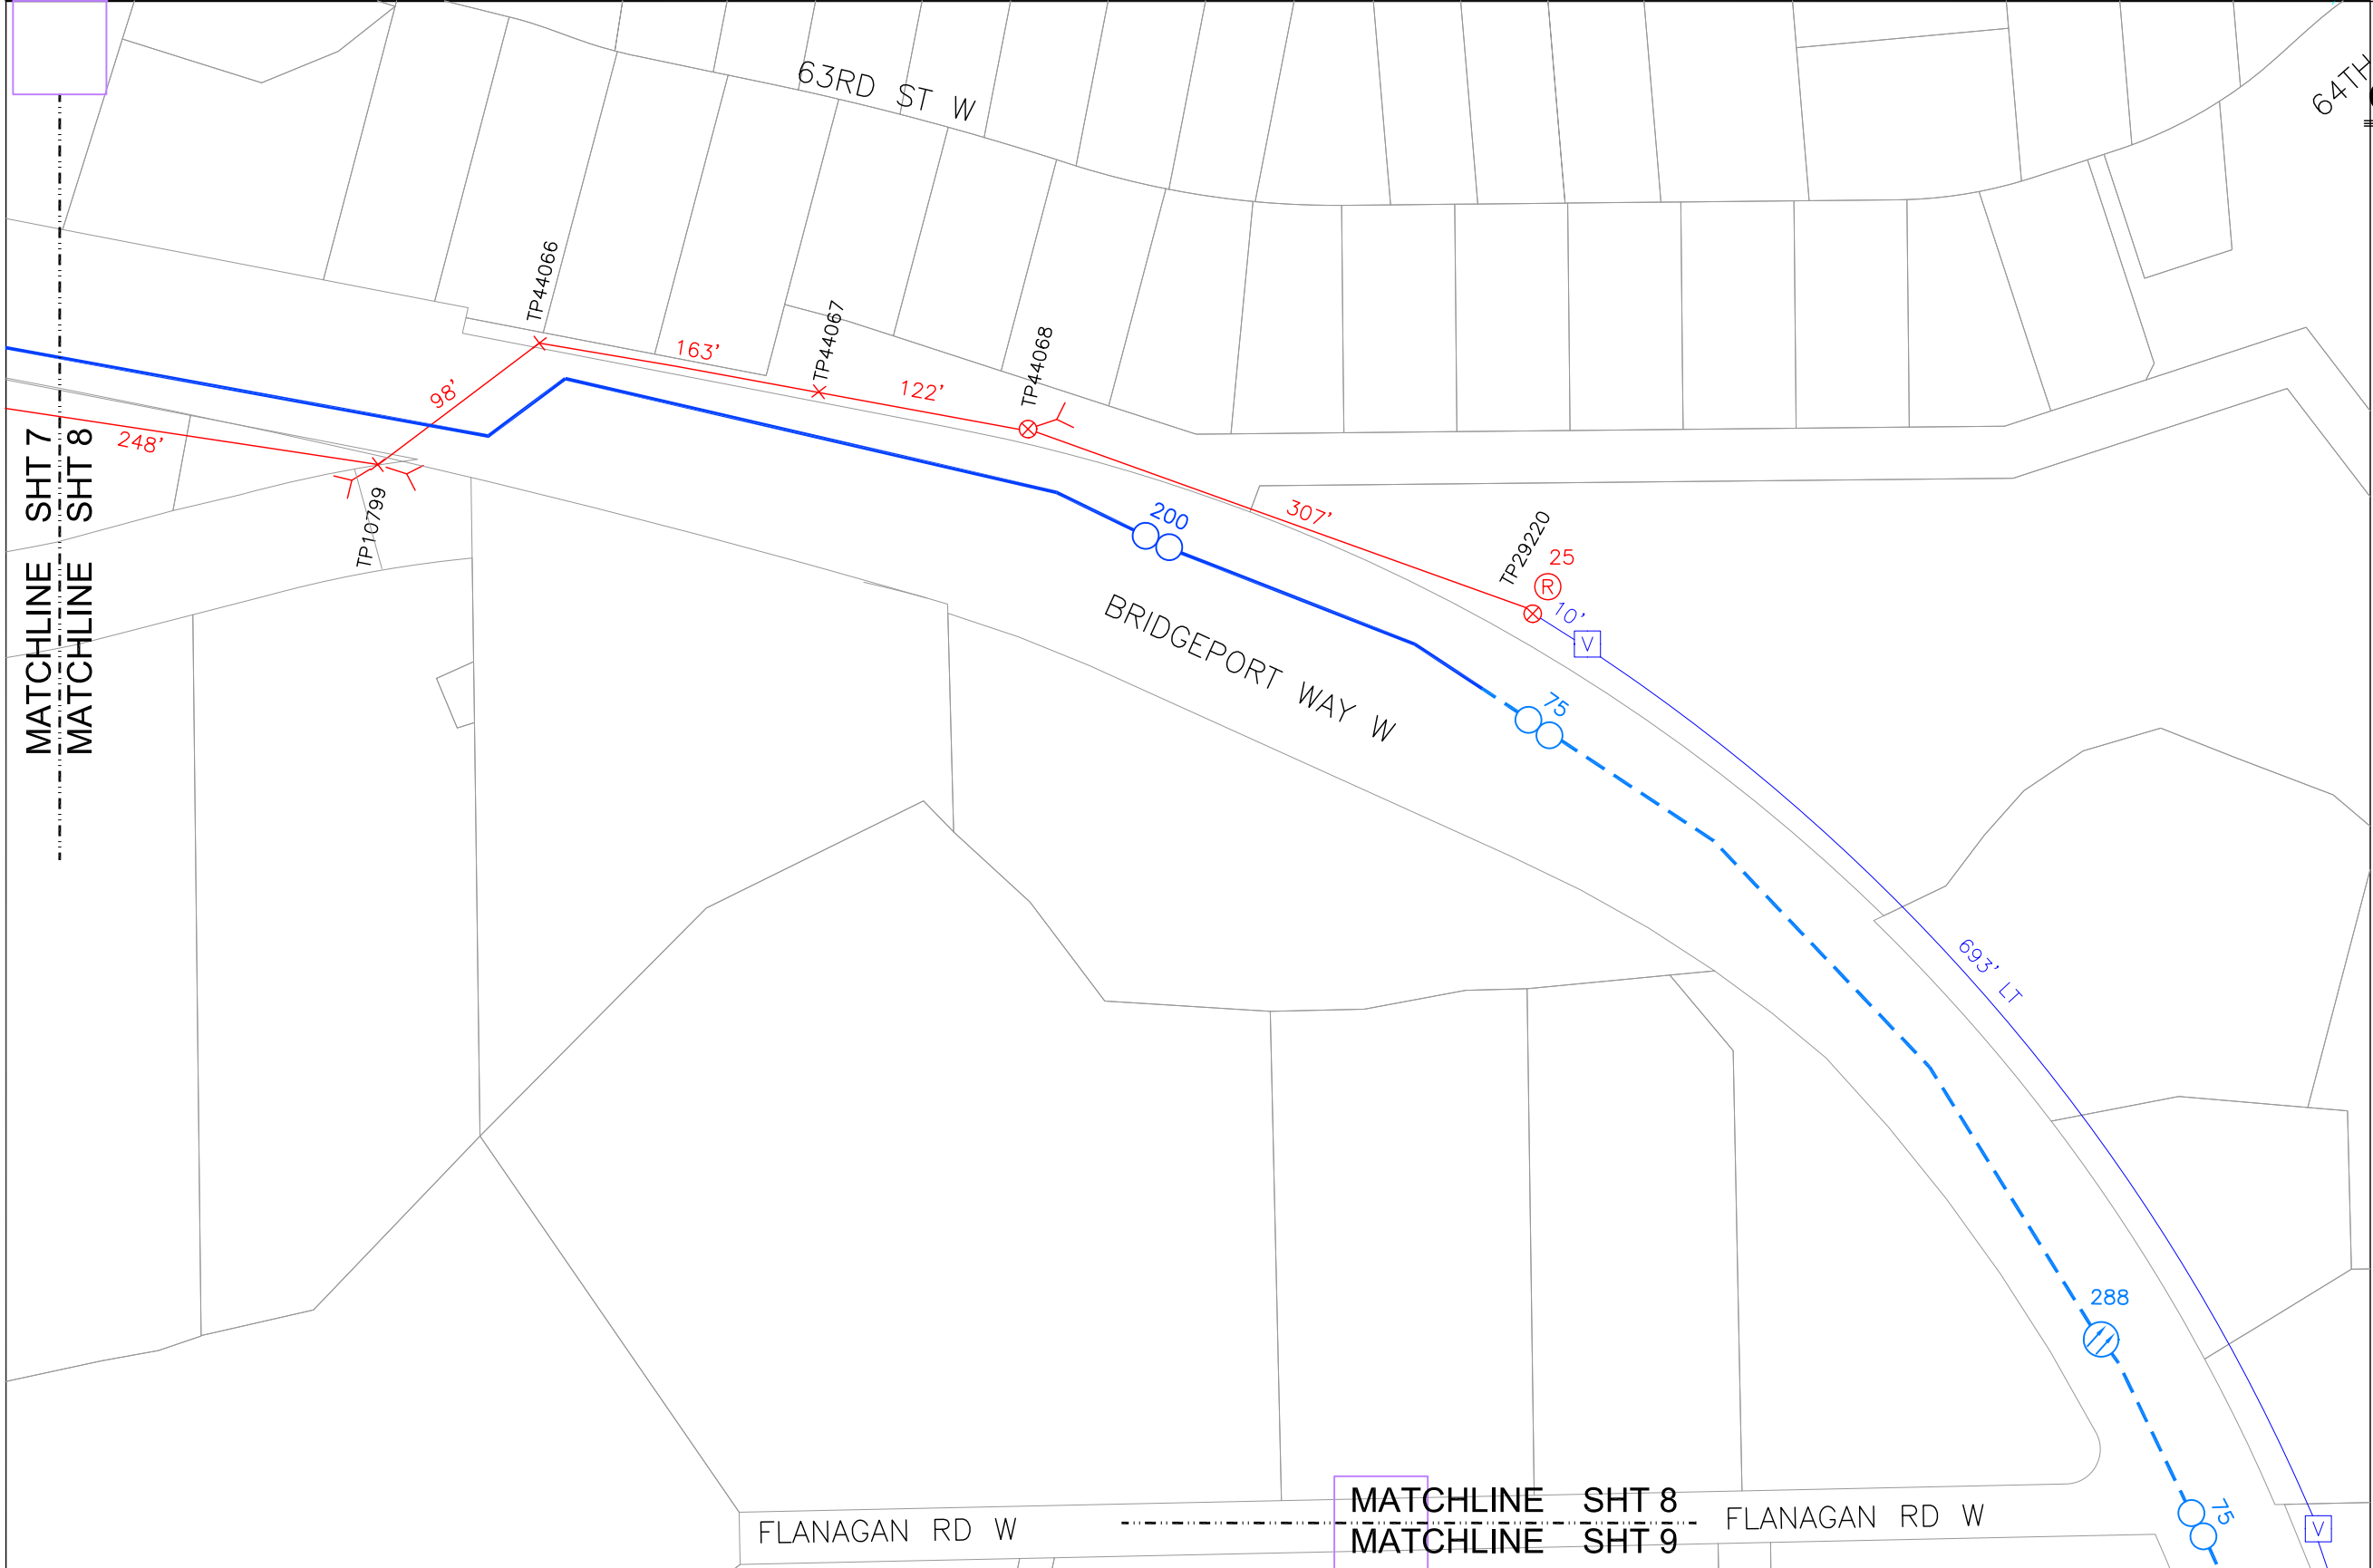 63RD ST W
64TH
TP44066
TP44067
TP44068
163'
122'
98'
248'
TP10799
MATCHLINE SHT 7
MATCHLINE SHT 8
200
307'
TP29220
25
R
10'
V
75
BRIDGEPORT WAY W
693' LT
288
75
V
MATCHLINE SHT 8
MATCHLINE SHT 9
FLANAGAN RD W
FLANAGAN RD W